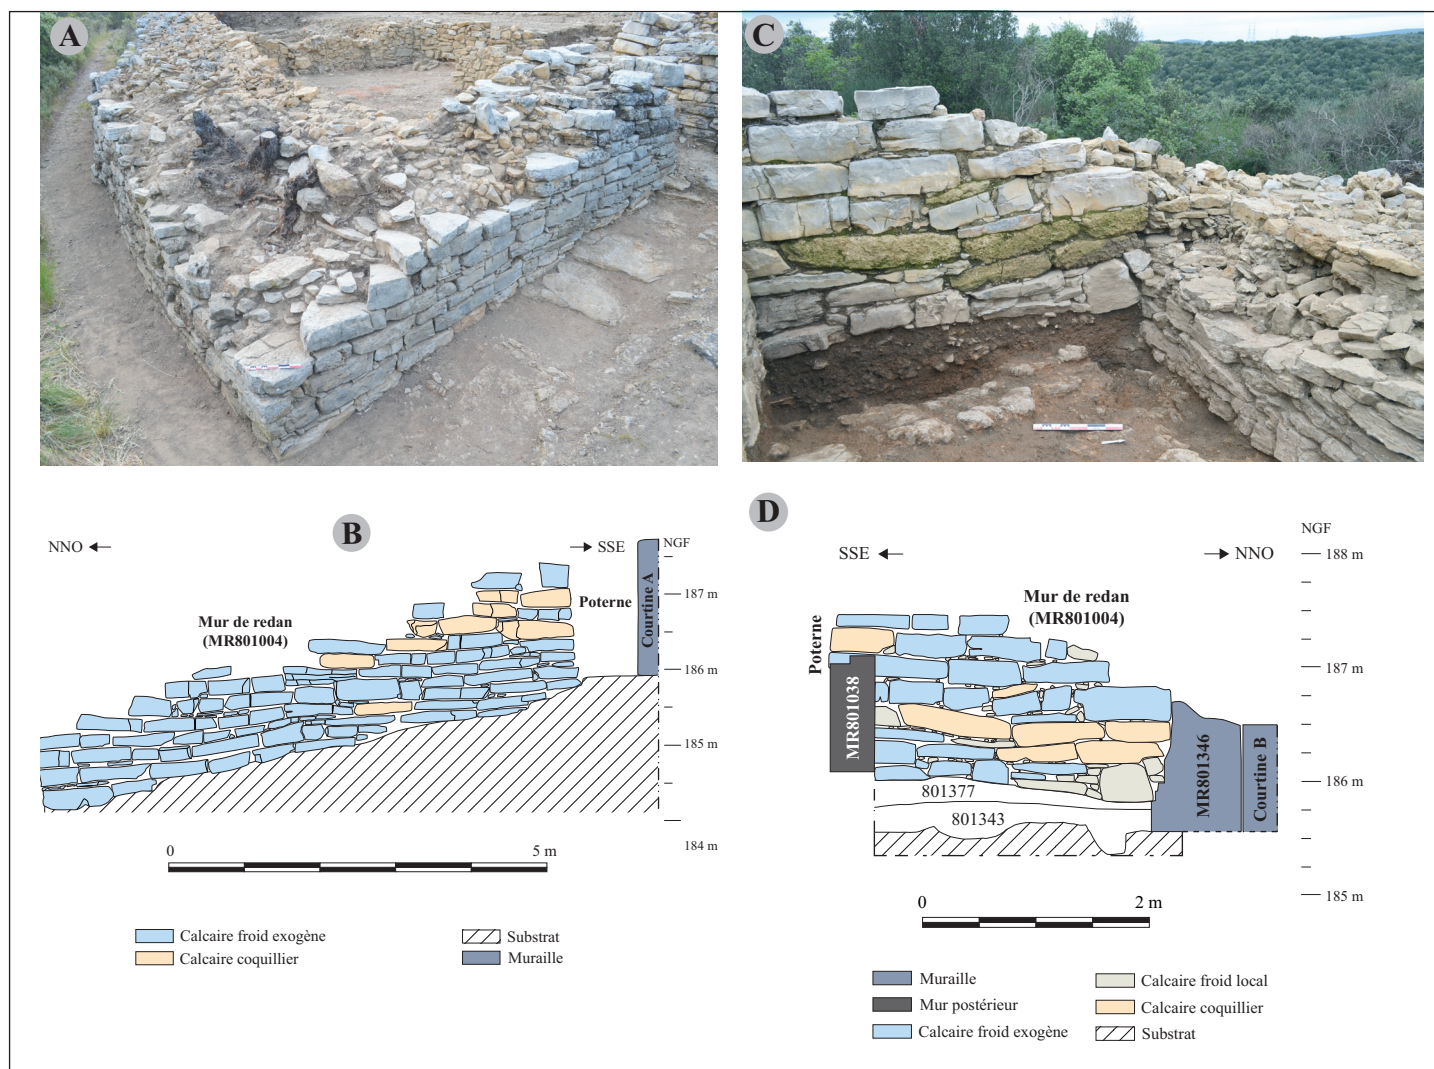 A
C
B
NNO
SSE
NGF
187 m
186 m
185 m
184 m
Mur de redan
(MR801004)
Poterne
Courtine A
0
5 m
Calcaire froid exogène
Calcaire coquillier
Substrat
Muraille
D
SSE
NNO
NGF
188 m
187 m
186 m
185 m
Mur de redan
(MR801004)
Poterne
MR801038
MR801346
Courtine B
801377
801343
0
2 m
Muraille
Mur postérieur
Calcaire froid exogène
Calcaire froid local
Calcaire coquillier
Substrat